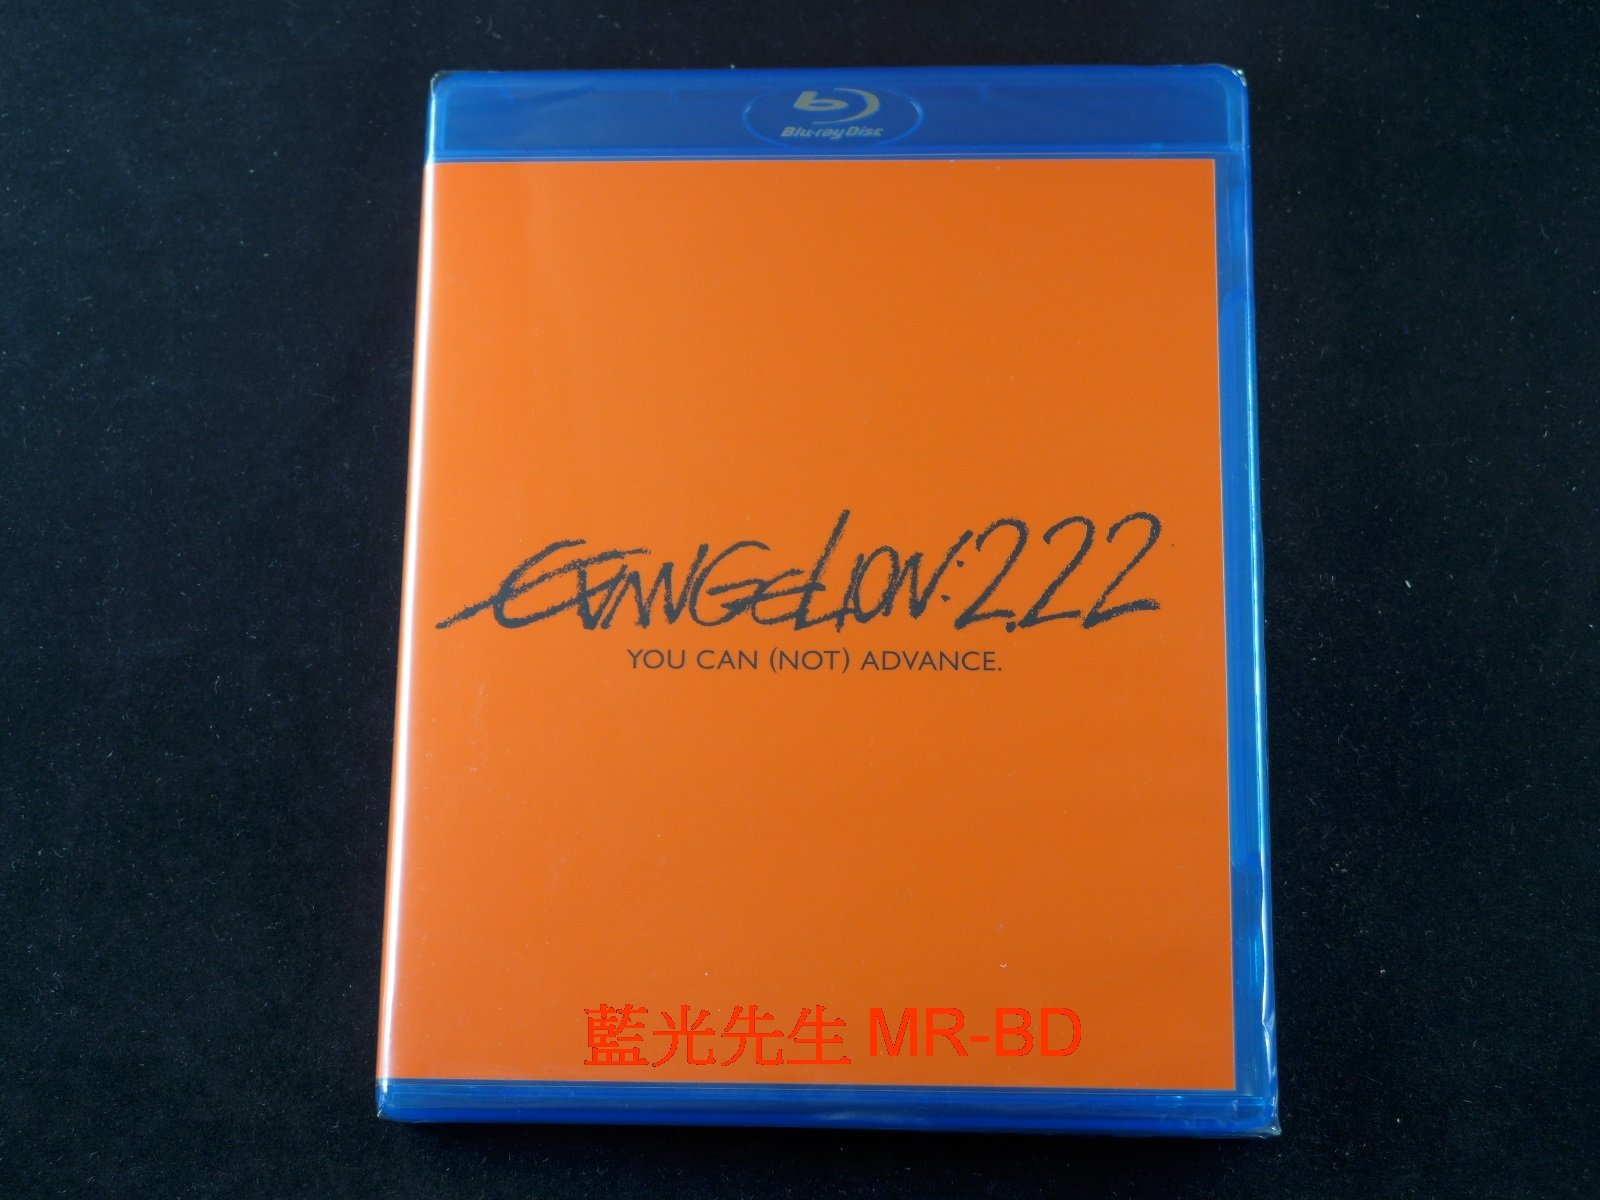 Blu-ray Disc
EVANGELION:2.22
YOU CAN (NOT) ADVANCE.
藍光先生 MR-BD